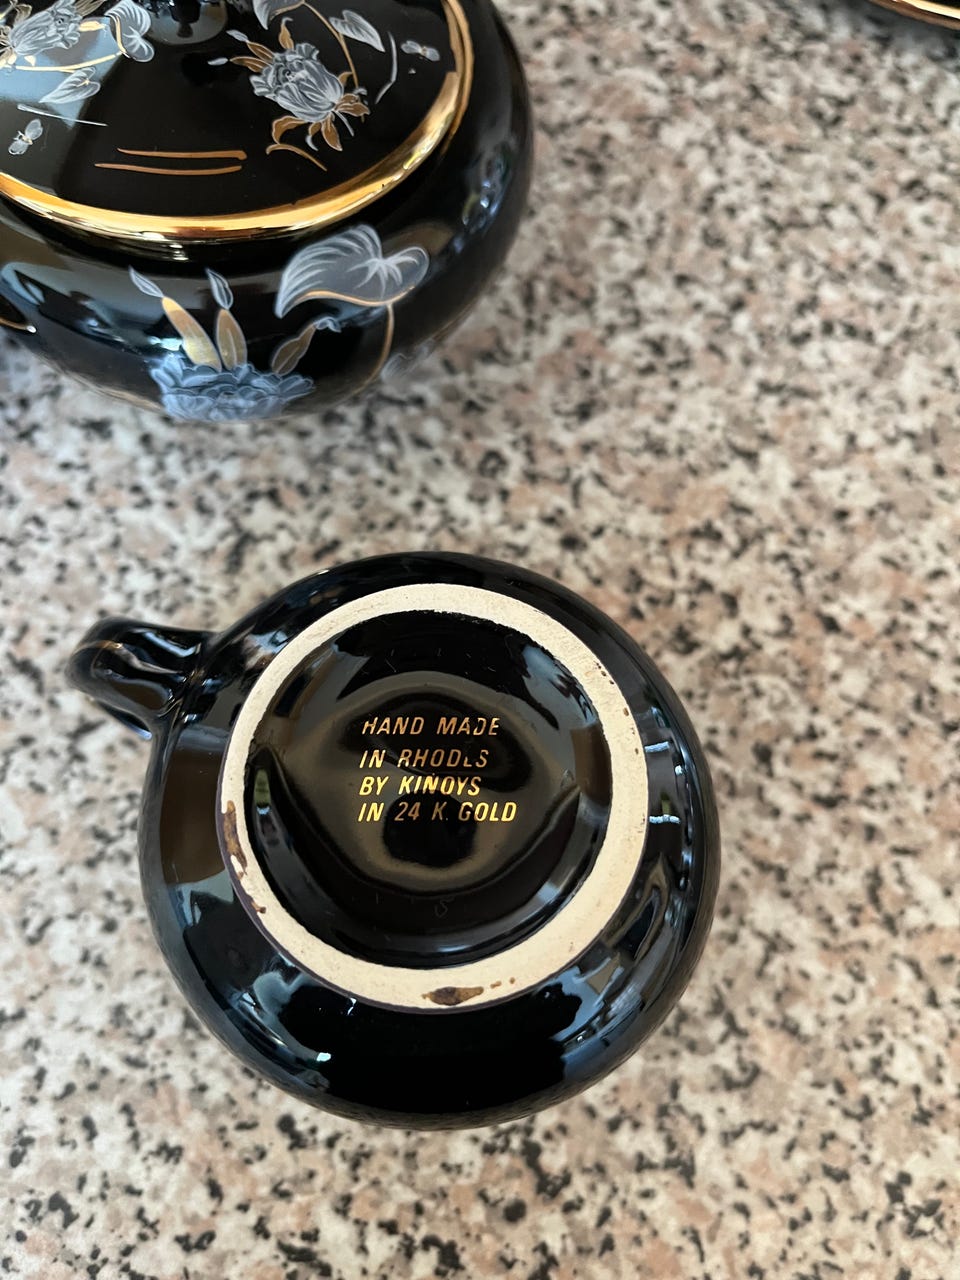 HAND MADE
IN RHODES
BY KINOYS
IN 24 K. GOLD